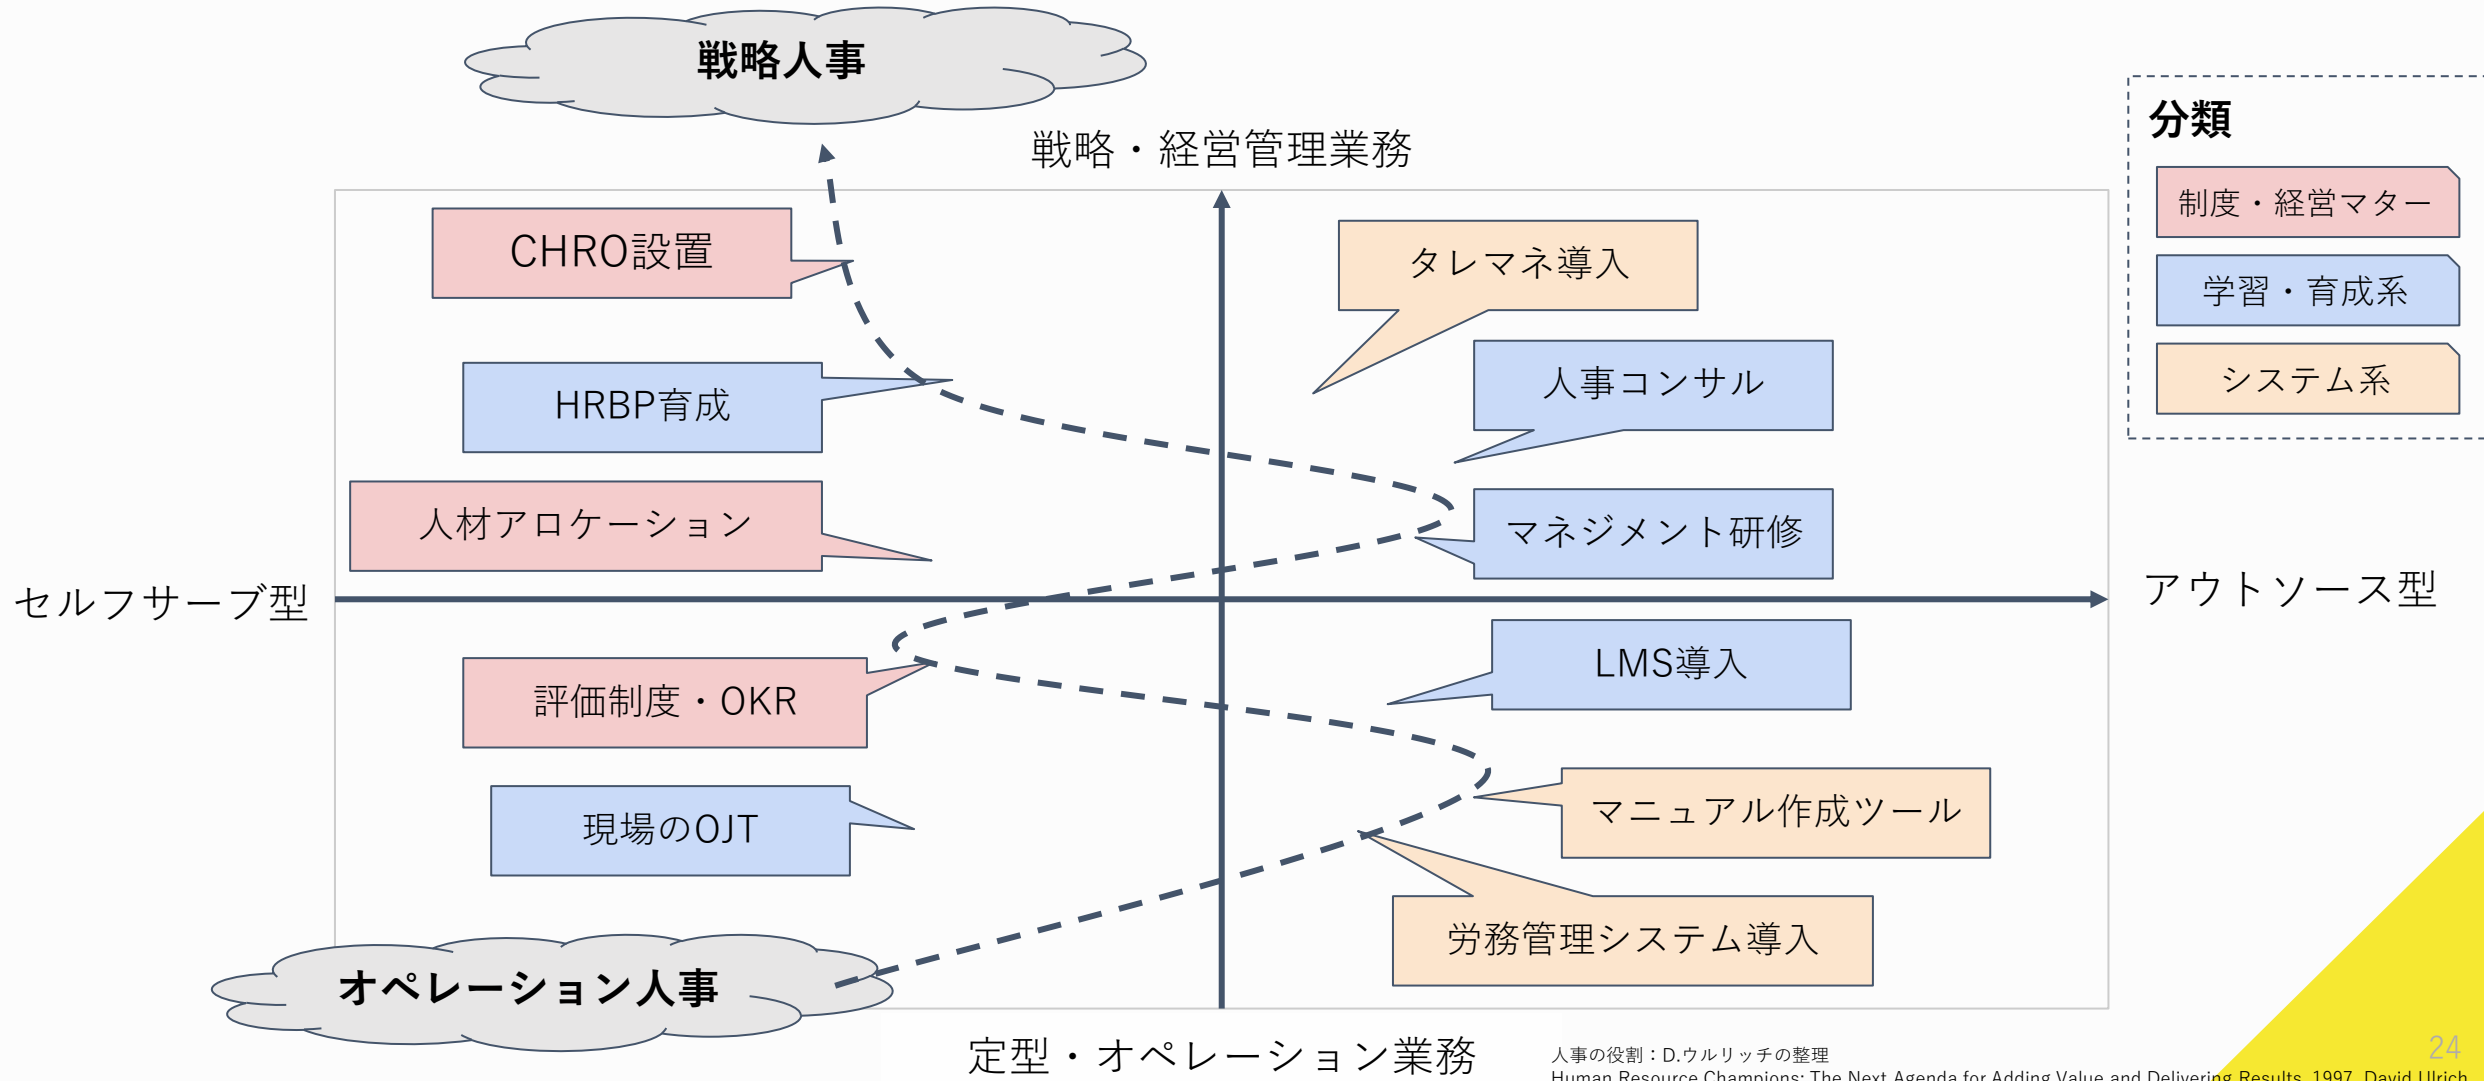 戦略人事
戦略・経営管理業務
分類
制度・経営マター
学習・育成系
システム系
CHRO設置
タレマネ導入
HRBP育成
人事コンサル
人材アロケーション
マネジメント研修
セルフサーブ型
アウトソース型
評価制度・OKR
LMS導入
現場のOJT
マニュアル作成ツール
労務管理システム導入
オペレーション人事
定型・オペレーション業務
人事の役割：D.ウルリッチの整理
Human Resource Champions: The Next Agenda for Adding Value and Delivering Results, 1997, David Ulrich
24